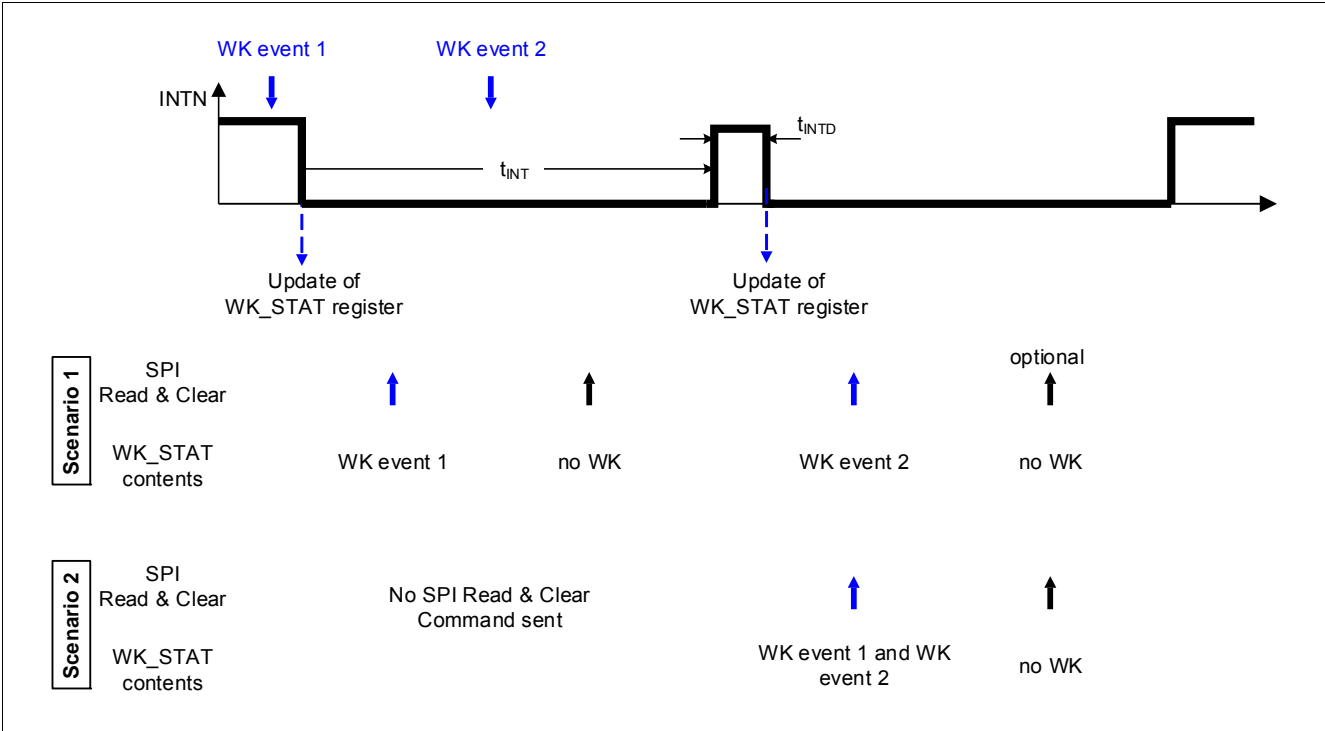 WK event 1
WK event 2
INTN
tINTD
tINT
Update of
WK_STAT register
Update of
WK_STAT register
Scenario 1
SPI
Read & Clear
optional
WK_STAT
contents
WK event 1
no WK
WK event 2
no WK
Scenario 2
SPI
Read & Clear
No SPI Read & Clear
Command sent
WK_STAT
contents
WK event 1 and WK
event 2
no WK